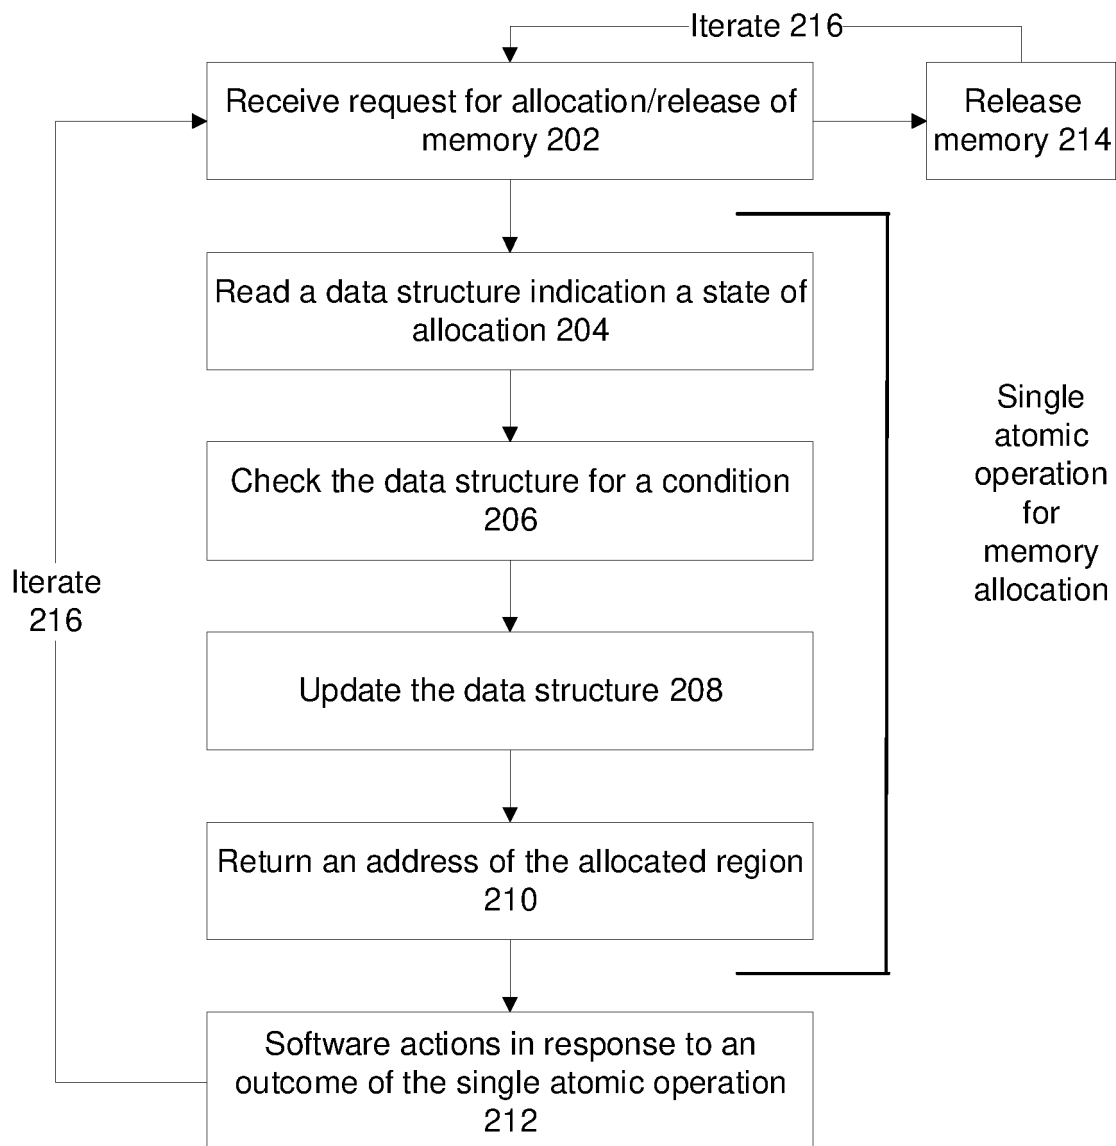 Iterate 216
Receive request for allocation/release of
memory 202
Release
memory 214
Read a data structure indication a state of
allocation 204
Single
atomic
operation
for
memory
allocation
Check the data structure for a condition
206
Iterate
216
Update the data structure 208
Return an address of the allocated region
210
Software actions in response to an
outcome of the single atomic operation
212